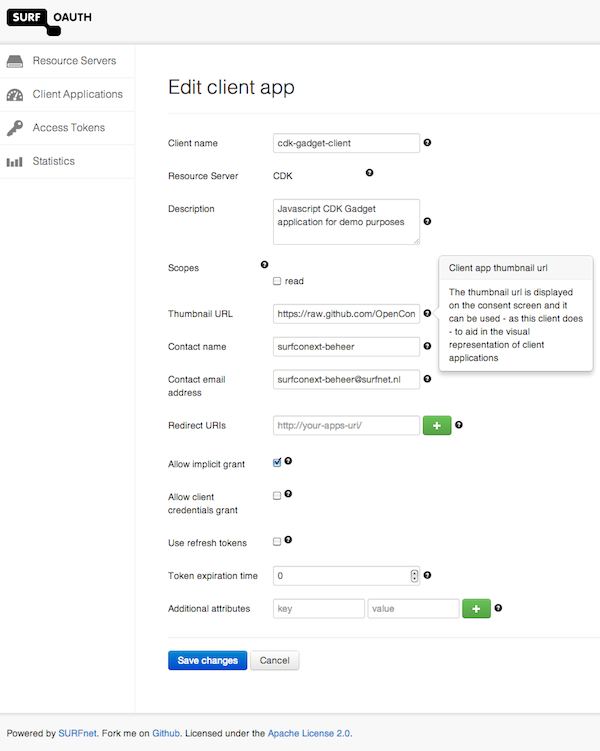 SURF OAUTH
Resource Servers
Client Applications
Access Tokens
Statistics
Edit client app
Client name
cdk-gadget-client
Resource Server
CDK
Description
Javascript CDK Gadget
application for demo purposes
Scopes
read
Thumbnail URL
https://raw.github.com/OpenCon
Client app thumbnail url
The thumbnail url is displayed
on the consent screen and it
can be used - as this client does
- to aid in the visual
representation of client
applications
Contact name
surfconext-beheer
Contact email
address
surfconext-beheer@surfnet.nl
Redirect URIs
http://your-apps-uri/
+
Allow implicit grant
Allow client
credentials grant
Use refresh tokens
Token expiration time
0
Additional attributes
key
value
+
Save changes
Cancel
Powered by SURFnet. Fork me on Github. Licensed under the Apache License 2.0.